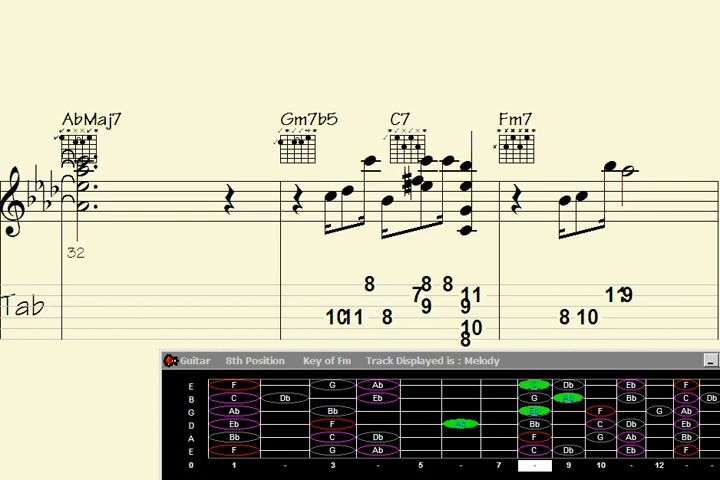 AbMaj7 Gm7b5 C7 Fm7
32
Tab
8 8 8
7 11 11 9
9 9
10 11 8 10 8 10
8
Guitar 8th Position Key of Fm Track Displayed is : Melody
E F G Ab C Db Eb F
B C Db Eb G Ab Bb C Db
G Ab Bb Eb F G Ab
D Eb F Ab Bb C Db Eb
A Bb C Db F G Ab Bb
E F G Ab C Db Eb F
0 1 - 3 - 5 - 7 - 9 10 - 12 - -